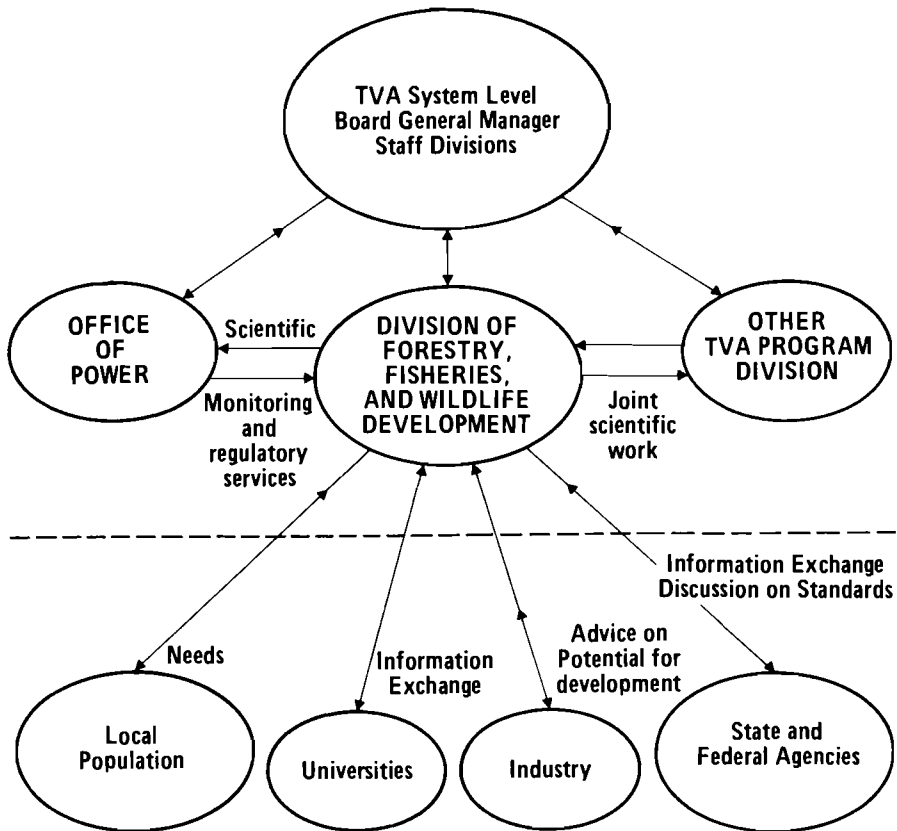 TVA System Level
Board General Manager
Staff Divisions
OFFICE
OF
POWER
Scientific
Monitoring
and
regulatory
services
DIVISION OF
FORESTRY,
FISHERIES,
AND WILDLIFE
DEVELOPMENT
OTHER
TVA PROGRAM
DIVISION
Joint
scientific
work
Information Exchange
Discussion on Standards
Needs
Information
Exchange
Advice on
Potential for
development
Local
Population
Universities
Industry
State and
Federal Agencies